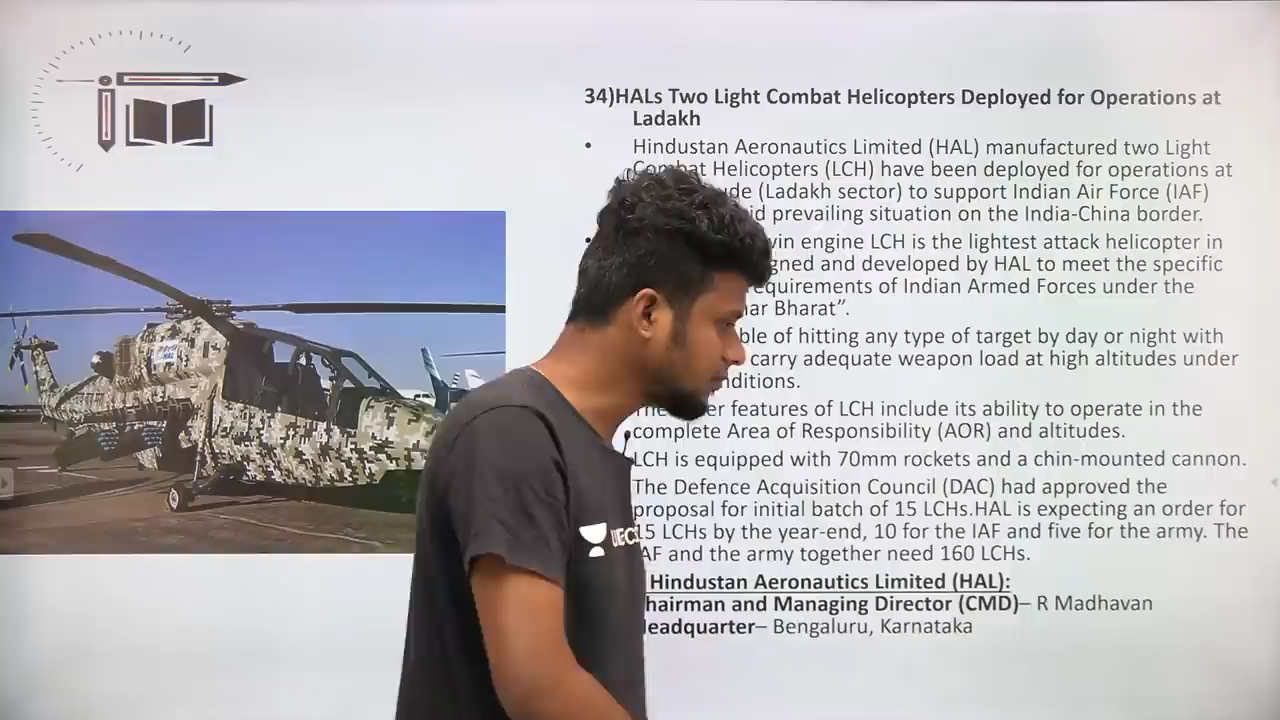 34)HALs Two Light Combat Helicopters Deployed for Operations at
Ladakh
• Hindustan Aeronautics Limited (HAL) manufactured two Light
Combat Helicopters (LCH) have been deployed for operations at
(Ladakh sector) to support Indian Air Force (IAF)
prevailing situation on the India-China border.
• engine LCH is the lightest attack helicopter in
and developed by HAL to meet the specific
requirements of Indian Armed Forces under the
Bharat”.
of hitting any type of target by day or night with
carry adequate weapon load at high altitudes under
features of LCH include its ability to operate in the
complete Area of Responsibility (AOR) and altitudes.
LCH is equipped with 70mm rockets and a chin-mounted cannon.
The Defence Acquisition Council (DAC) had approved the
proposal for initial batch of 15 LCHs.HAL is expecting an order for
15 LCHs by the year-end, 10 for the IAF and five for the army. The
IAF and the army together need 160 LCHs.
Hindustan Aeronautics Limited (HAL):
Chairman and Managing Director (CMD)– R Madhavan
Headquarter– Bengaluru, Karnataka
HAL